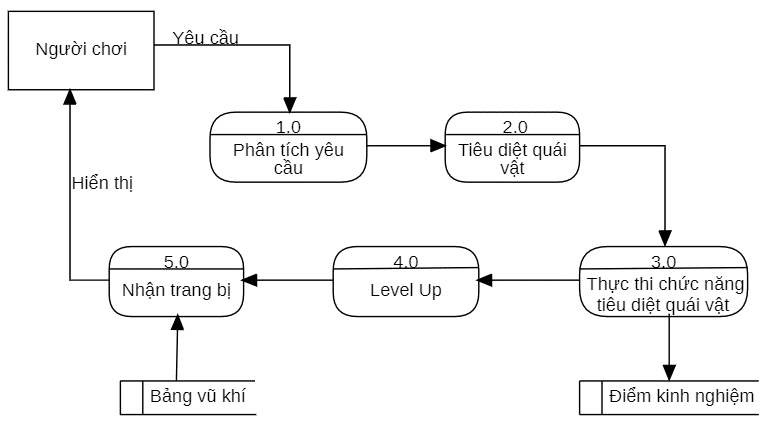 Người chơi
Yêu cầu
1.0
Phân tích yêu
cầu
2.0
Tiêu diệt quái
vật
Hiển thị
5.0
Nhận trang bị
4.0
Level Up
3.0
Thực thi chức năng
tiêu diệt quái vật
Bảng vũ khí
Điểm kinh nghiệm